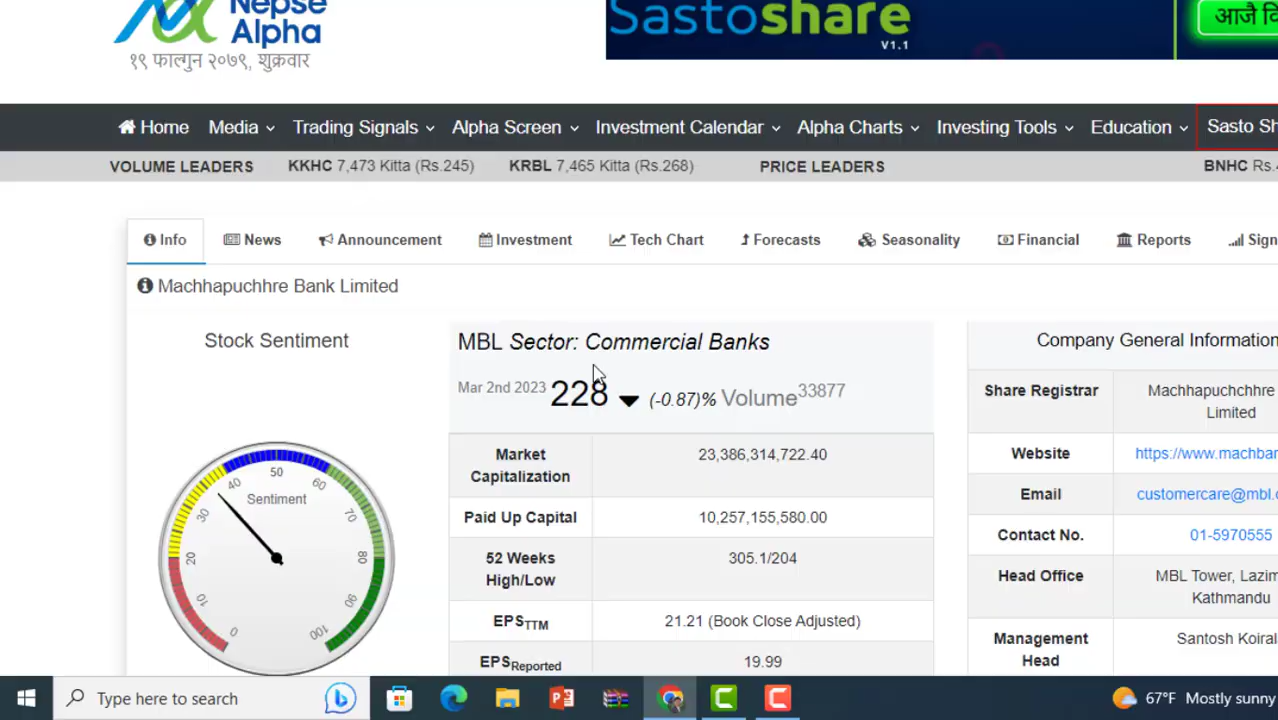 Nepse
Alpha
१९ फाल्गुन २०७९, शुक्रवार
Sastoshare
V1.1
आजै
Home Media Trading Signals Alpha Screen Investment Calendar Alpha Charts Investing Tools Education Sasto
VOLUME LEADERS KKHC 7,473 Kitta (Rs.245) KRBL 7,465 Kitta (Rs.268) PRICE LEADERS BNHC Rs.
Info News Announcement Investment Tech Chart Forecasts Seasonality Financial Reports
Machhapuchhre Bank Limited
Stock Sentiment
50
40 60
Sentiment
30 70
20 80
10 90
0 100
MBL Sector: Commercial Banks
Mar 2nd 2023 228 (-0.87)% Volume 33877
Market
Capitalization 23,386,314,722.40
Paid Up Capital 10,257,155,580.00
52 Weeks
High/Low 305.1/204
EPS TTM 21.21 (Book Close Adjusted)
EPS Reported 19.99
Company General Information
Share Registrar Machhapuchchhre
Limited
Website https://www.machban
Email customercare@mbl.
Contact No. 01-5970555
Head Office MBL Tower,
Kathmandu
Management
Head Santosh
Type here to search
67°F Mostly sunny